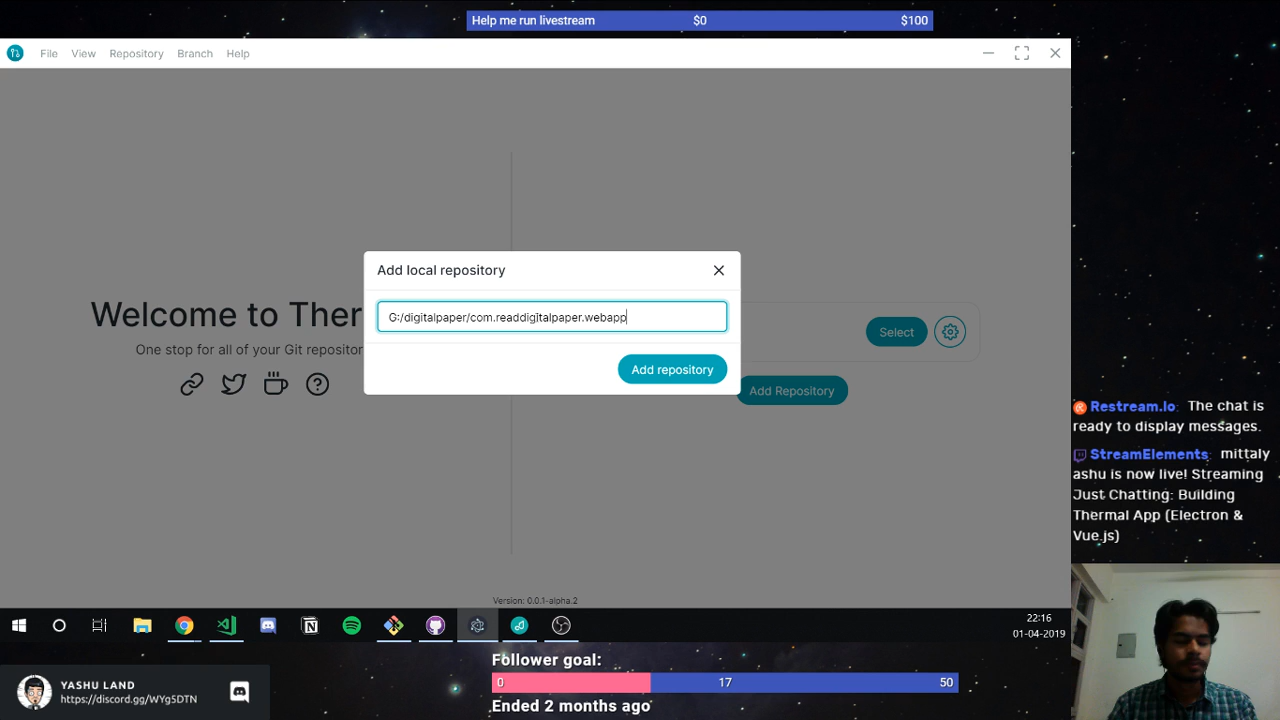 Help me run livestream $0 $100
File View Repository Branch Help
Add local repository
G:/digitalpaper/com.readdigitalpaper.webapp
Add repository
Welcome to Ther
One stop for all of your Git repositor
Select
Add Repository
Version: 0.0.1-alpha.2
Restream.Io: The chat is
ready to display messages.
StreamElements: mittaly
ashu is now live! Streaming
Just Chatting: Building
Thermal App (Electron &
Vue.js)
22:16
01-04-2019
YASHU LAND
https://discord.gg/WYg5DTN
Follower goal:
0 17 50
Ended 2 months ago